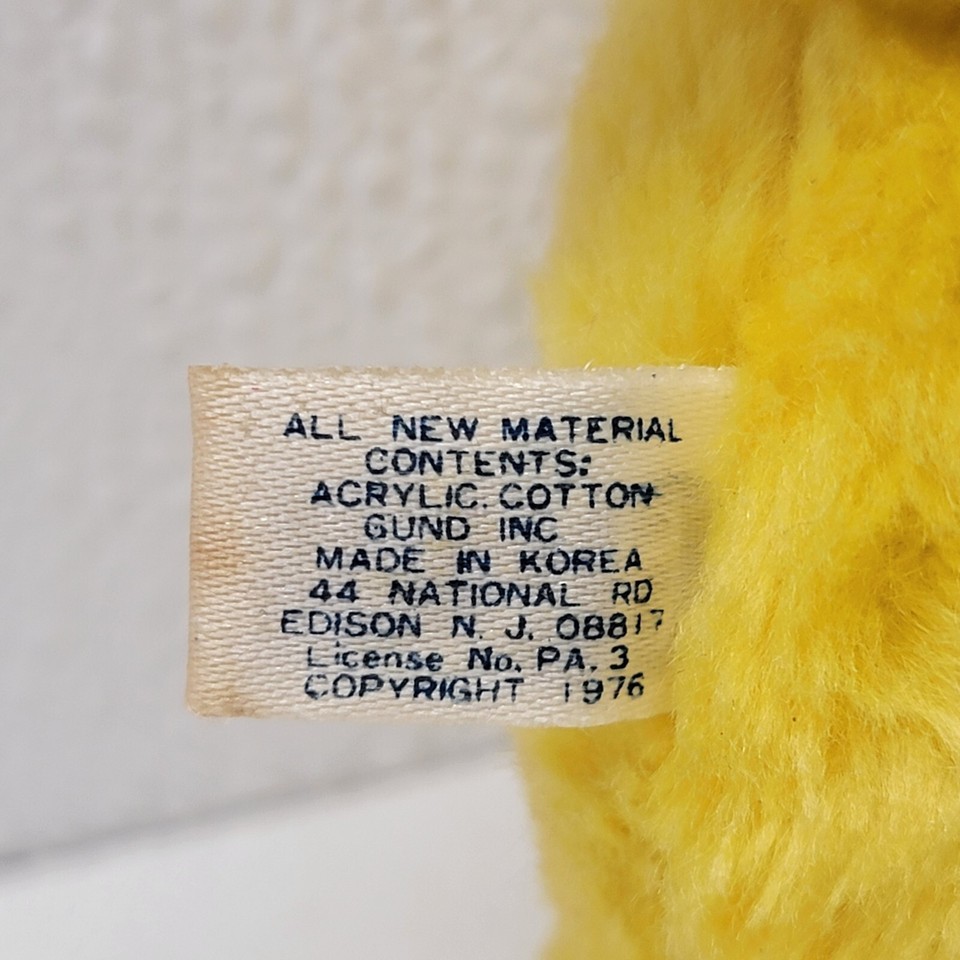 ALL NEW MATERIAL
CONTENTS:
ACRYLIC. COTTON
GUND INC
MADE IN KOREA
44 NATIONAL RD
EDISON N. J. 08817
License No. PA. 3
COPYRIGHT 1976